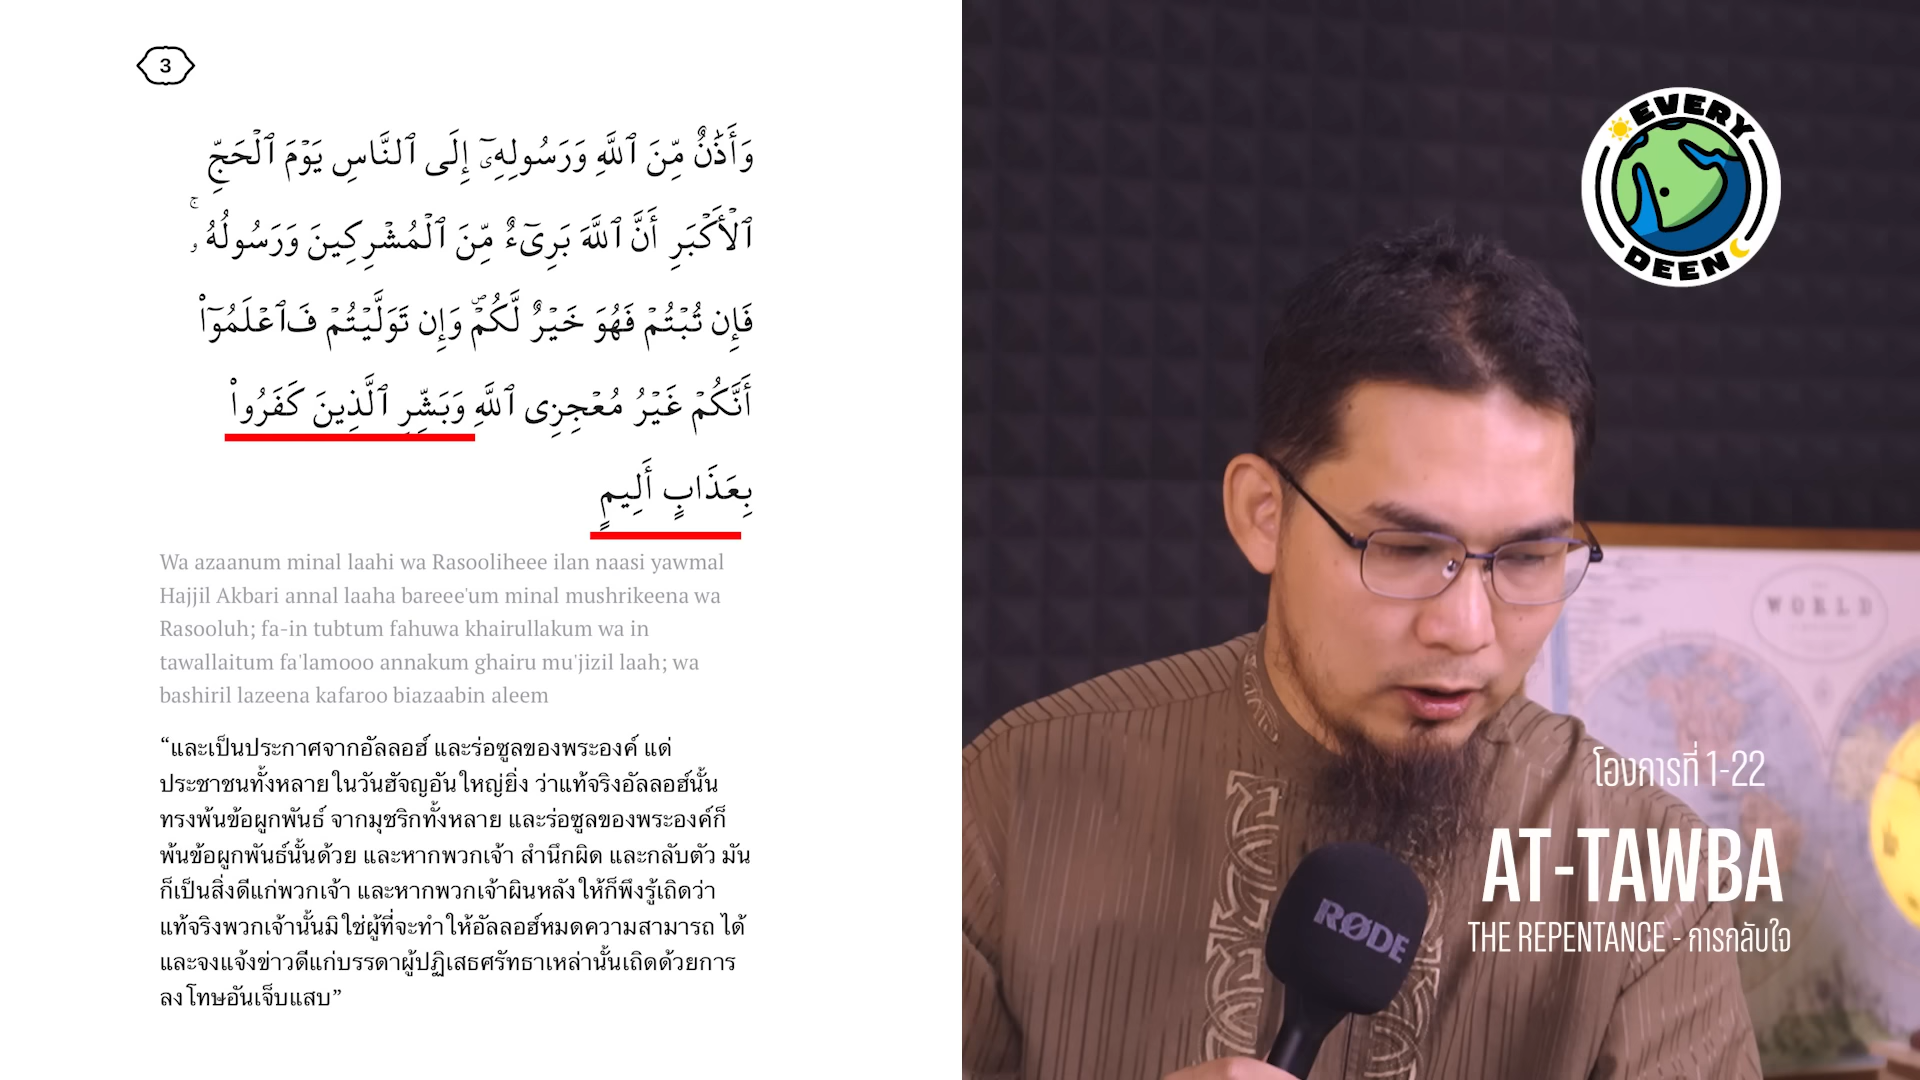 3
وَأَذَٰنٌ مِّنَ ٱللَّهِ وَرَسُولِهِۦٓ إِلَى ٱلنَّاسِ يَوْمَ ٱلْحَجِّ
ٱلْأَكْبَرِ أَنَّ ٱللَّهَ بَرِىٓءٌ مِّنَ ٱلْمُشْرِكِينَ وَرَسُولُهُۥ ۚ
فَإِن تُبْتُمْ فَهُوَ خَيْرٌ لَّكُمْ ۖ وَإِن تَوَلَّيْتُمْ فَٱعْلَمُوٓا۟
أَنَّكُمْ غَيْرُ مُعْجِزِى ٱللَّهِ وَبَشِّرِ ٱلَّذِينَ كَفَرُوا۟
بِعَذَابٍ أَلِيمٍ
Wa azaanum minal laahi wa Rasooliheee ilan naasi yawmal
Hajjil Akbari annal laaha bareee'um minal mushrikeena wa
Rasooluh; fa-in tubtum fahuwa khairullakum wa in
tawallaitum fa'lamooo annakum ghairu mu'jizil laah; wa
bashiril lazeena kafaroo biazaabin aleem
“และเป็นประกาศจากอัลลอฮ์ และร่อซูลของพระองค์ แด่
ประชาชนทั้งหลายในวันฮัจญอันใหญ่ยิ่ง ว่าแท้จริงอัลลอฮ์นั้น
ทรงพ้นข้อผูกพันธ์ จากมุชริกทั้งหลาย และร่อซูลของพระองค์ก็
พ้นข้อผูกพันธ์นั้นด้วย และหากพวกเจ้า สำนึกผิด และกลับตัว มัน
ก็เป็นสิ่งดีแก่พวกเจ้า และหากพวกเจ้าผินหลังให้ก็พึงรู้เถิดว่า
แท้จริงพวกเจ้านั้นมิใช่ผู้ที่จะทำให้อัลลอฮ์หมดความสามารถได้
และจงแจ้งข่าวดีแก่บรรดาผู้ปฏิเสธศรัทธาเหล่านั้นเถิดด้วยการ
ลงโทษอันเจ็บแสบ”
EVERY
DEEN
WORLD
โองการที่ 1-22
AT-TAWBA
THE REPENTANCE - การกลับใจ
RØDE